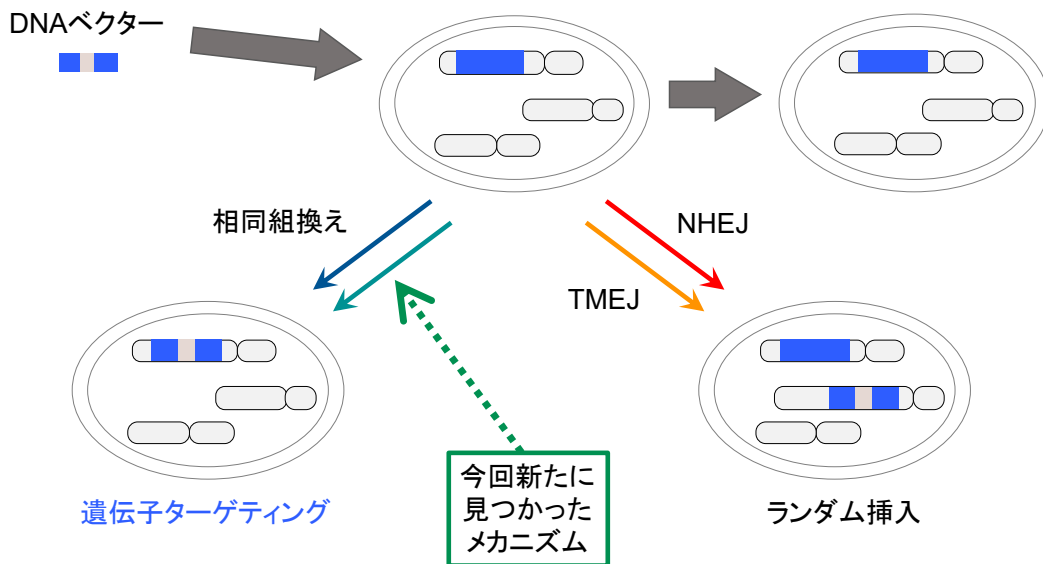 DNAベクター
相同組換え
NHEJ
TMEJ
今回新たに
見つかった
メカニズム
遺伝子ターゲティング
ランダム挿入